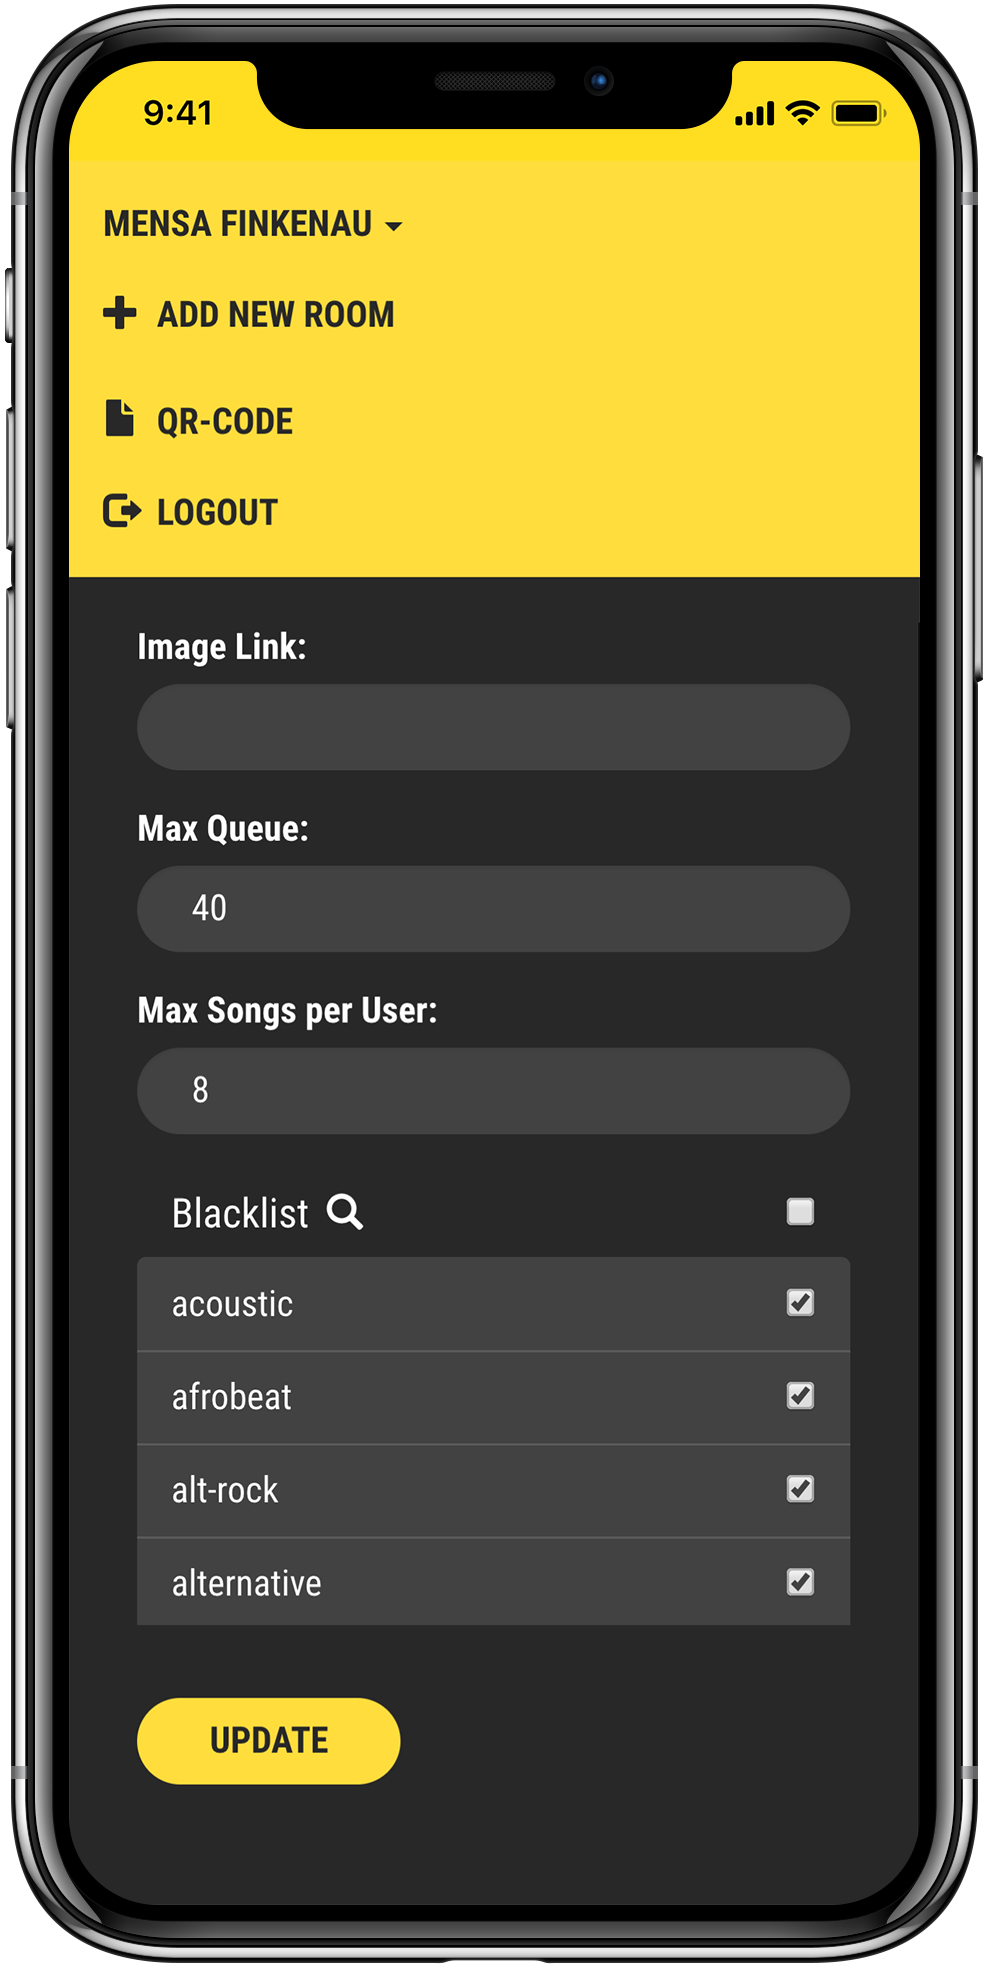 9:41
MENSA FINKENAU
ADD NEW ROOM
QR-CODE
LOGOUT
Image Link:
Max Queue:
40
Max Songs per User:
8
Blacklist
acoustic
afrobeat
alt-rock
alternative
UPDATE